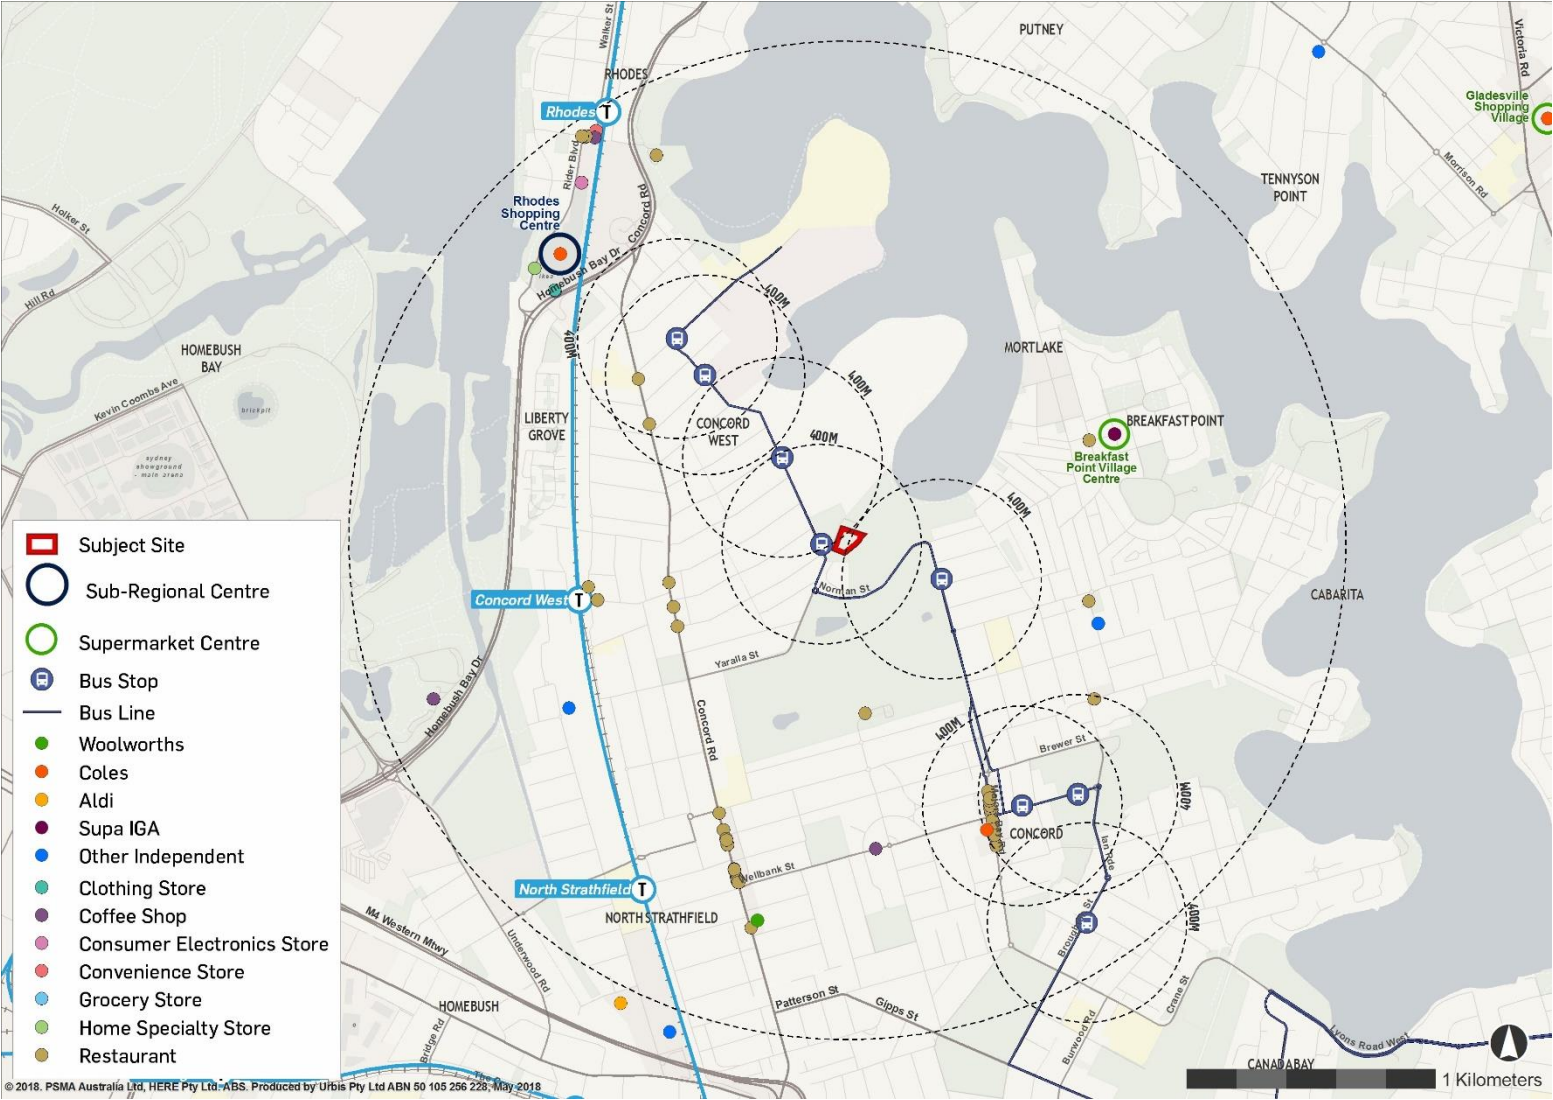 PUTNEY
Victoria Rd
Walker St
RHODES
Gladesville
Shopping
Village
Rhodes
T
Rider Blvd
Morrison Rd
TENNYSON
POINT
Concord Rd
Rhodes
Shopping
Centre
Holker St
ikea
Homebush Bay Dr
Hill Rd
400M
400M
MORTLAKE
HOMEBUSH
BAY
400M
Kevin Coombs Ave
brickpit
LIBERTY
GROVE
CONCORD
WEST
400M
BREAKFAST POINT
Breakfast
Point Village
Centre
sydney
showground
- main arena
400M
Norman St
Concord West
T
CABARITA
Yaralla St
Homebush Bay Dr
Concord Rd
400M
Brewer St
400M
CONCORD
Wellbank St
North Strathfield
T
NORTH STRATHFIELD
400M
M4 Western Mtwy
Underwood Rd
Crane St
HOMEBUSH
Patterson St
Gipps St
Bridge Rd
Burwood Rd
Lyons Road West
CANADA BAY
1 Kilometers
Subject Site
Sub-Regional Centre
Supermarket Centre
Bus Stop
Bus Line
Woolworths
Coles
Aldi
Supa IGA
Other Independent
Clothing Store
Coffee Shop
Consumer Electronics Store
Convenience Store
Grocery Store
Home Specialty Store
Restaurant
© 2018. PSMA Australia Ltd, HERE Pty Ltd. ABS. Produced by Urbis Pty Ltd ABN 50 105 256 228, May 2018